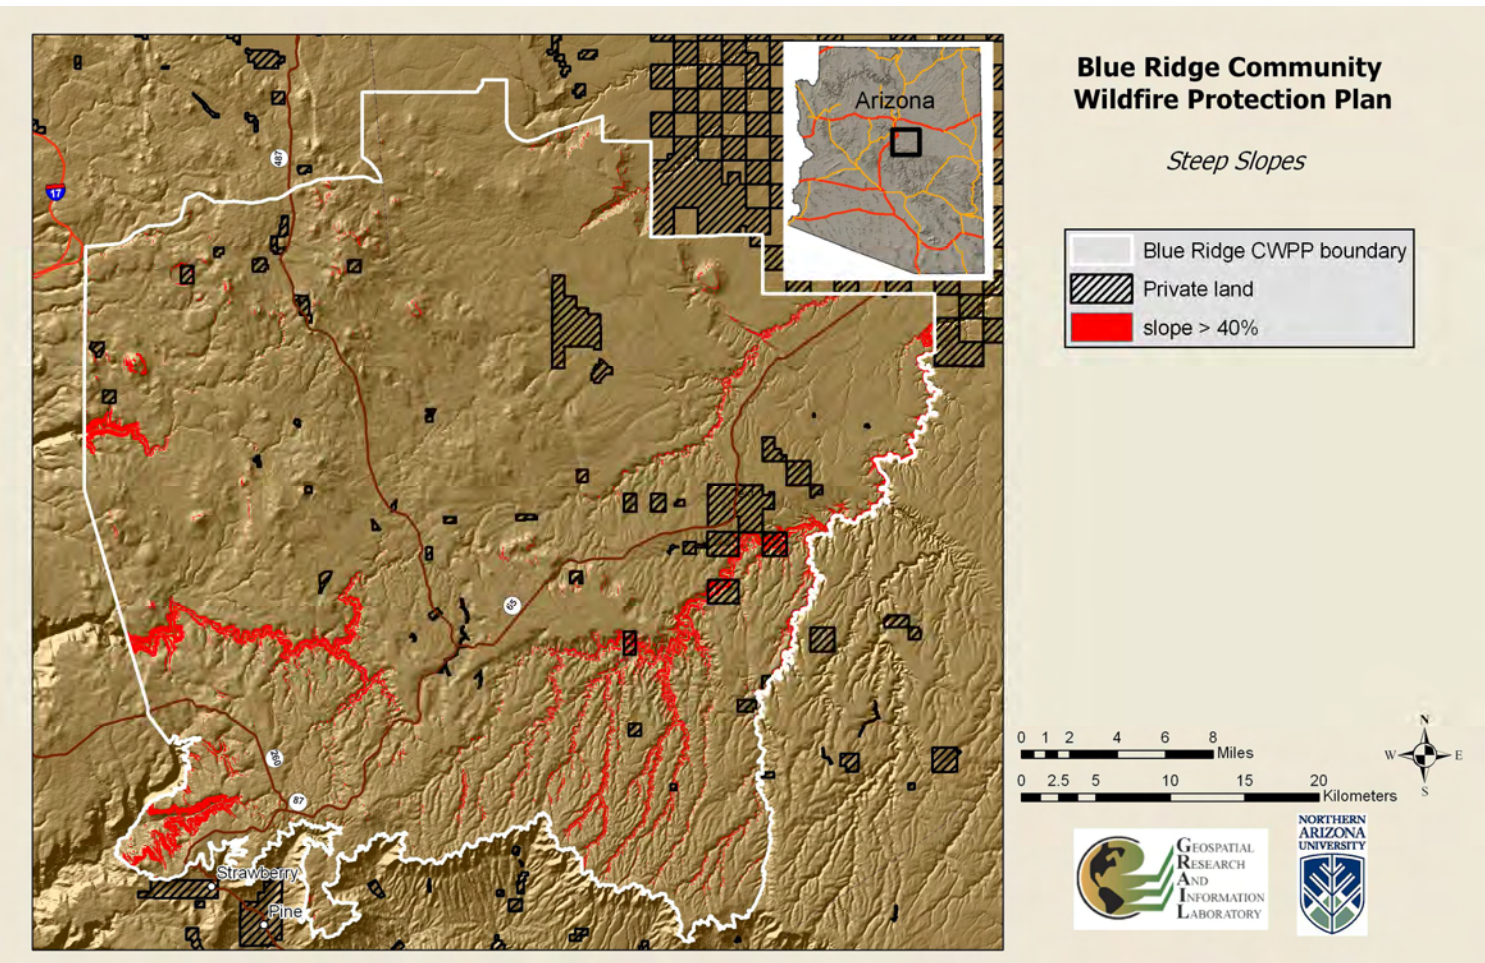 Blue Ridge Community
Wildfire Protection Plan
Steep Slopes
Blue Ridge CWPP boundary
Private land
slope > 40%
Arizona
17
487
65
260
87
Strawberry
Pine
0 1 2 4 6 8
Miles
0 2.5 5 10 15 20
Kilometers
N
W E
S
GEOSPATIAL
RESEARCH
AND
INFORMATION
LABORATORY
NORTHERN
ARIZONA
UNIVERSITY